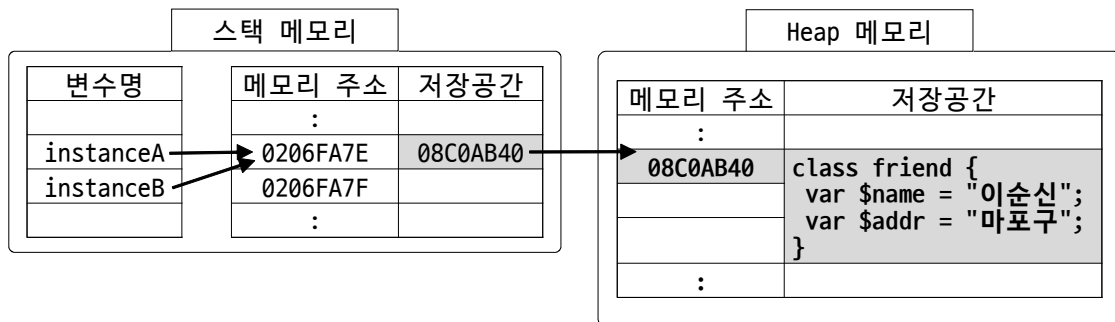 스택 메모리
변수명
메모리 주소 저장공간
:
instanceA 0206FA7E 08C0AB40
instanceB 0206FA7F
:
Heap 메모리
메모리 주소 저장공간
:
08C0AB40
class friend {
var $name = "이순신";
var $addr = "마포구";
}
: